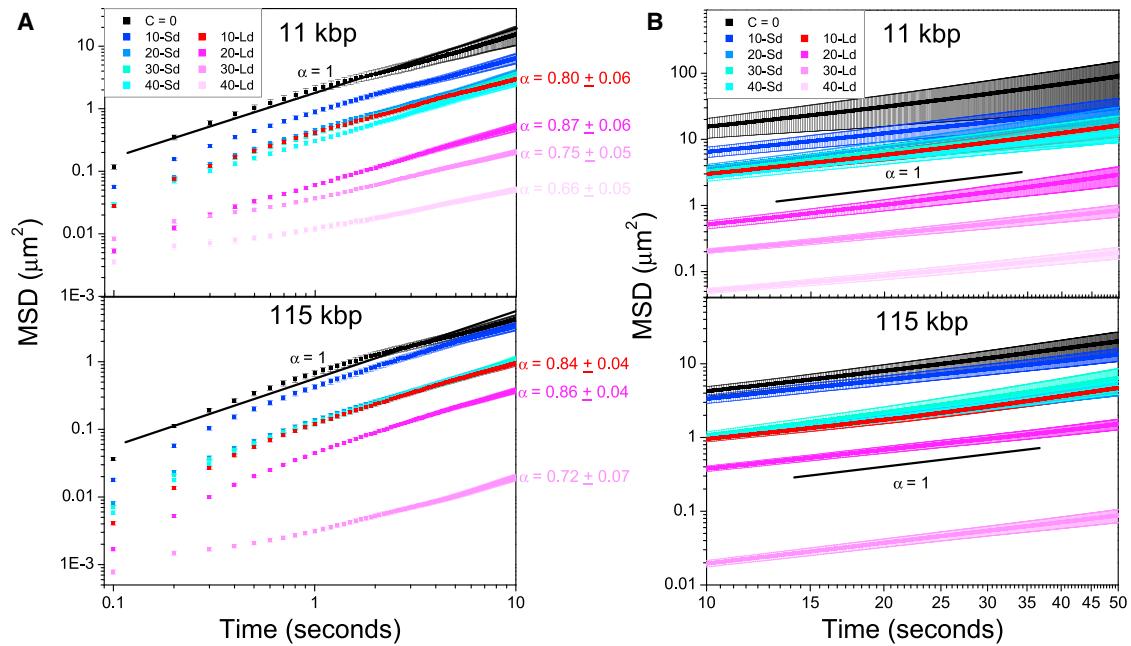 A
C = 0
10-Sd 10-Ld
20-Sd 20-Ld
30-Sd 30-Ld
40-Sd 40-Ld
11 kbp
α = 1
10
1
0.1
0.01
1E-3
α = 0.80 ± 0.06
α = 0.87 ± 0.06
α = 0.75 ± 0.05
α = 0.66 ± 0.05
MSD (μm²)
115 kbp
α = 1
1
0.1
0.01
1E-3
α = 0.84 ± 0.04
α = 0.86 ± 0.04
α = 0.72 ± 0.07
0.1 1 10
Time (seconds)
B
C = 0
10-Sd 10-Ld
20-Sd 20-Ld
30-Sd 30-Ld
40-Sd 40-Ld
11 kbp
100
10
1
0.1
α = 1
MSD (μm²)
115 kbp
10
1
0.1
0.01
α = 1
10 15 20 25 30 35 40 45 50
Time (seconds)